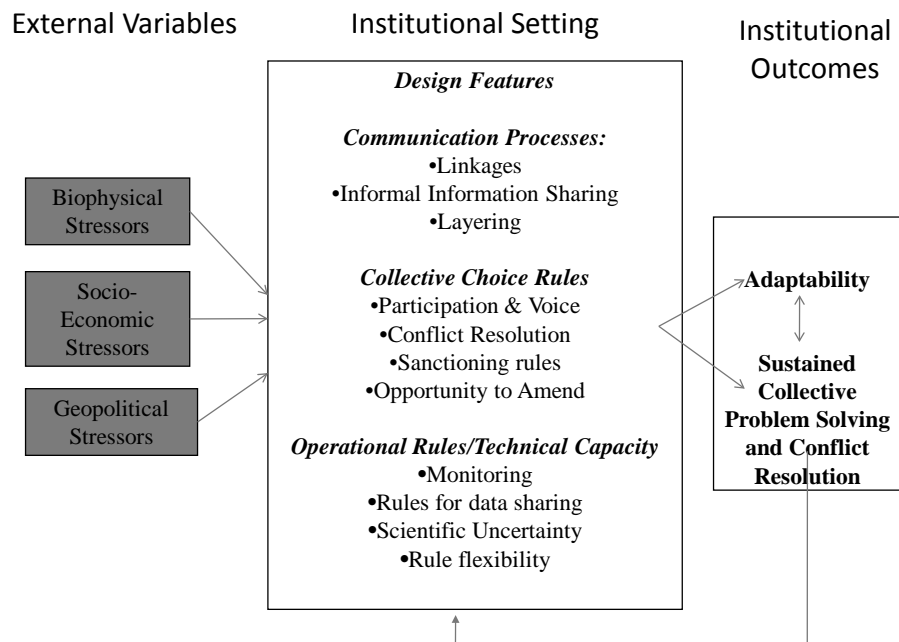 External Variables
Institutional Setting
Institutional
Outcomes
Biophysical
Stressors
Socio-
Economic
Stressors
Geopolitical
Stressors
Design Features
Communication Processes:
•Linkages
•Informal Information Sharing
•Layering
Collective Choice Rules
•Participation & Voice
•Conflict Resolution
•Sanctioning rules
•Opportunity to Amend
Operational Rules/Technical Capacity
•Monitoring
•Rules for data sharing
•Scientific Uncertainty
•Rule flexibility
Adaptability
Sustained
Collective
Problem Solving
and Conflict
Resolution